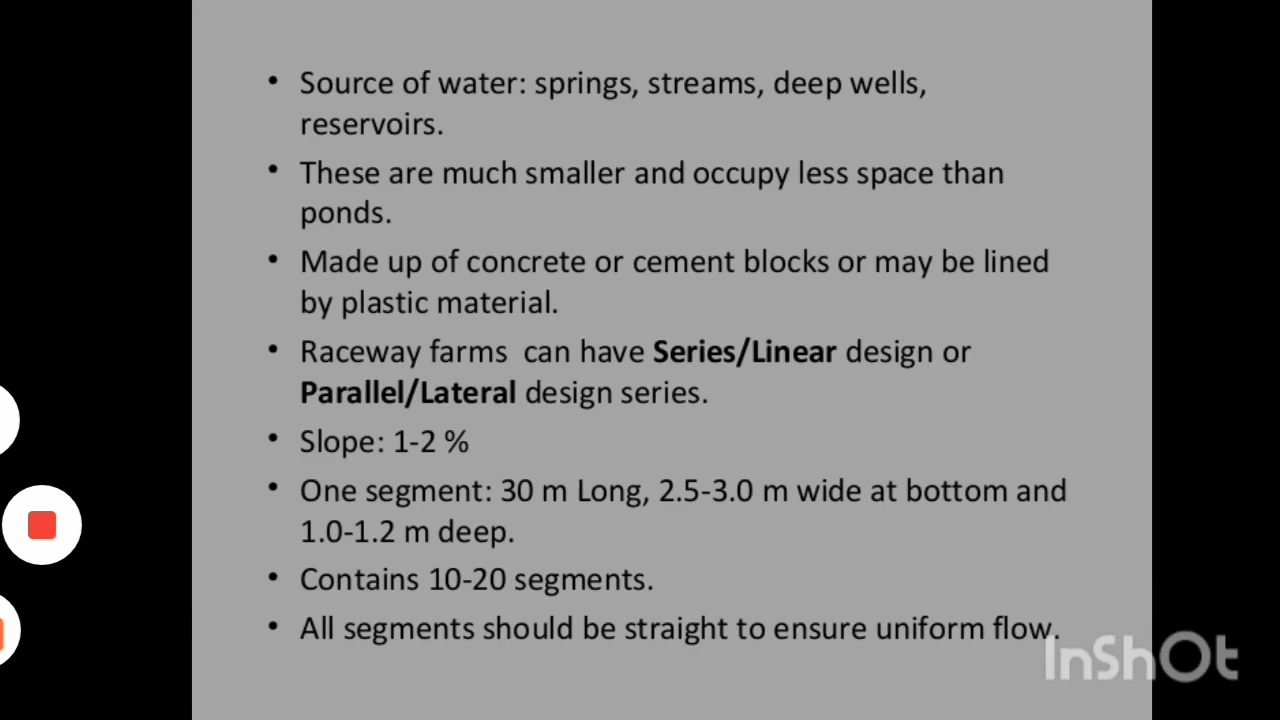 • Source of water: springs, streams, deep wells,
reservoirs.
• These are much smaller and occupy less space than
ponds.
• Made up of concrete or cement blocks or may be lined
by plastic material.
• Raceway farms  can have Series/Linear design or
Parallel/Lateral design series.
• Slope: 1-2 %
• One segment: 30 m Long, 2.5-3.0 m wide at bottom and
1.0-1.2 m deep.
• Contains 10-20 segments.
• All segments should be straight to ensure uniform flow.
InShOt